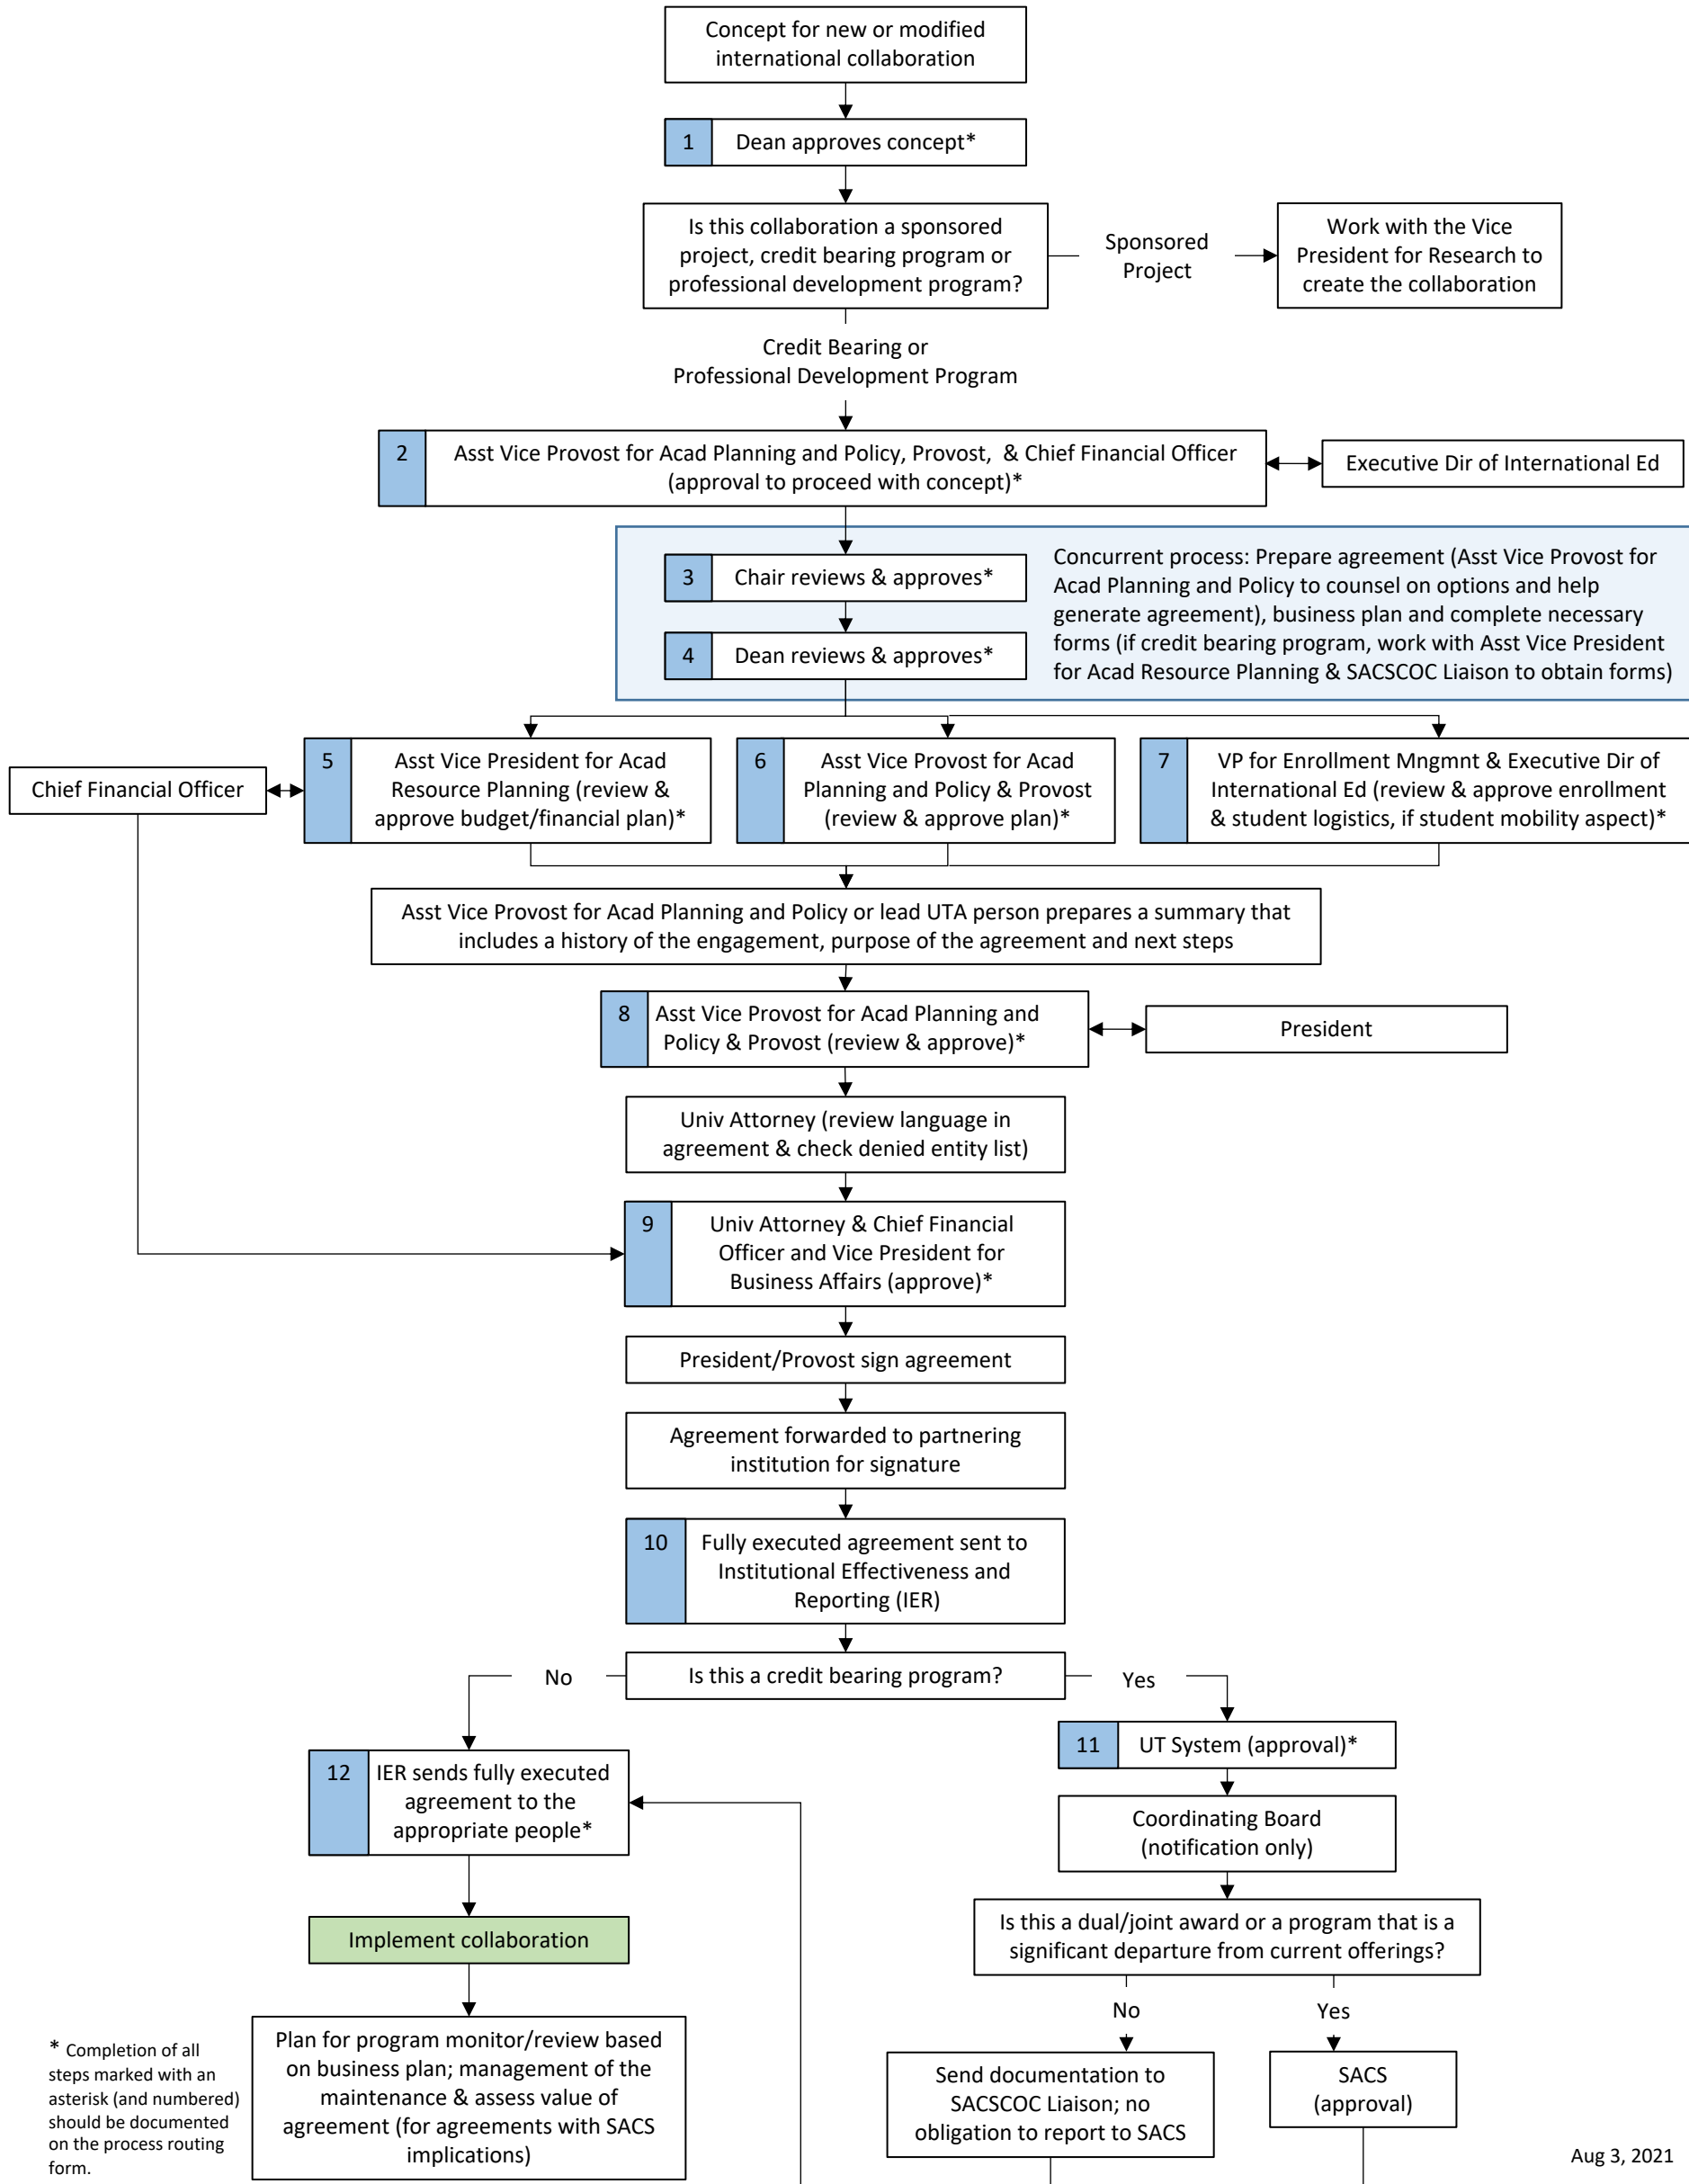 Concept for new or modified
international collaboration
1
Dean approves concept*
Is this collaboration a sponsored
project, credit bearing program or
professional development program?
Sponsored
Project
Work with the Vice
President for Research to
create the collaboration
Credit Bearing or
Professional Development Program
2
Asst Vice Provost for Acad Planning and Policy, Provost, & Chief Financial Officer
(approval to proceed with concept)*
Executive Dir of International Ed
3
Chair reviews & approves*
4
Dean reviews & approves*
Concurrent process: Prepare agreement (Asst Vice Provost for
Acad Planning and Policy to counsel on options and help
generate agreement), business plan and complete necessary
forms (if credit bearing program, work with Asst Vice President
for Acad Resource Planning & SACSCOC Liaison to obtain forms)
Chief Financial Officer
5
Asst Vice President for Acad
Resource Planning (review &
approve budget/financial plan)*
6
Asst Vice Provost for Acad
Planning and Policy & Provost
(review & approve plan)*
7
VP for Enrollment Mngmnt & Executive Dir of
International Ed (review & approve enrollment
& student logistics, if student mobility aspect)*
Asst Vice Provost for Acad Planning and Policy or lead UTA person prepares a summary that
includes a history of the engagement, purpose of the agreement and next steps
8
Asst Vice Provost for Acad Planning and
Policy & Provost (review & approve)*
President
Univ Attorney (review language in
agreement & check denied entity list)
9
Univ Attorney & Chief Financial
Officer and Vice President for
Business Affairs (approve)*
President/Provost sign agreement
Agreement forwarded to partnering
institution for signature
10
Fully executed agreement sent to
Institutional Effectiveness and
Reporting (IER)
Is this a credit bearing program?
No
Yes
11
UT System (approval)*
12
IER sends fully executed
agreement to the
appropriate people*
Coordinating Board
(notification only)
Implement collaboration
Is this a dual/joint award or a program that is a
significant departure from current offerings?
No
Yes
Plan for program monitor/review based
on business plan; management of the
maintenance & assess value of
agreement (for agreements with SACS
implications)
Send documentation to
SACSCOC Liaison; no
obligation to report to SACS
SACS
(approval)
* Completion of all
steps marked with an
asterisk (and numbered)
should be documented
on the process routing
form.
Aug 3, 2021